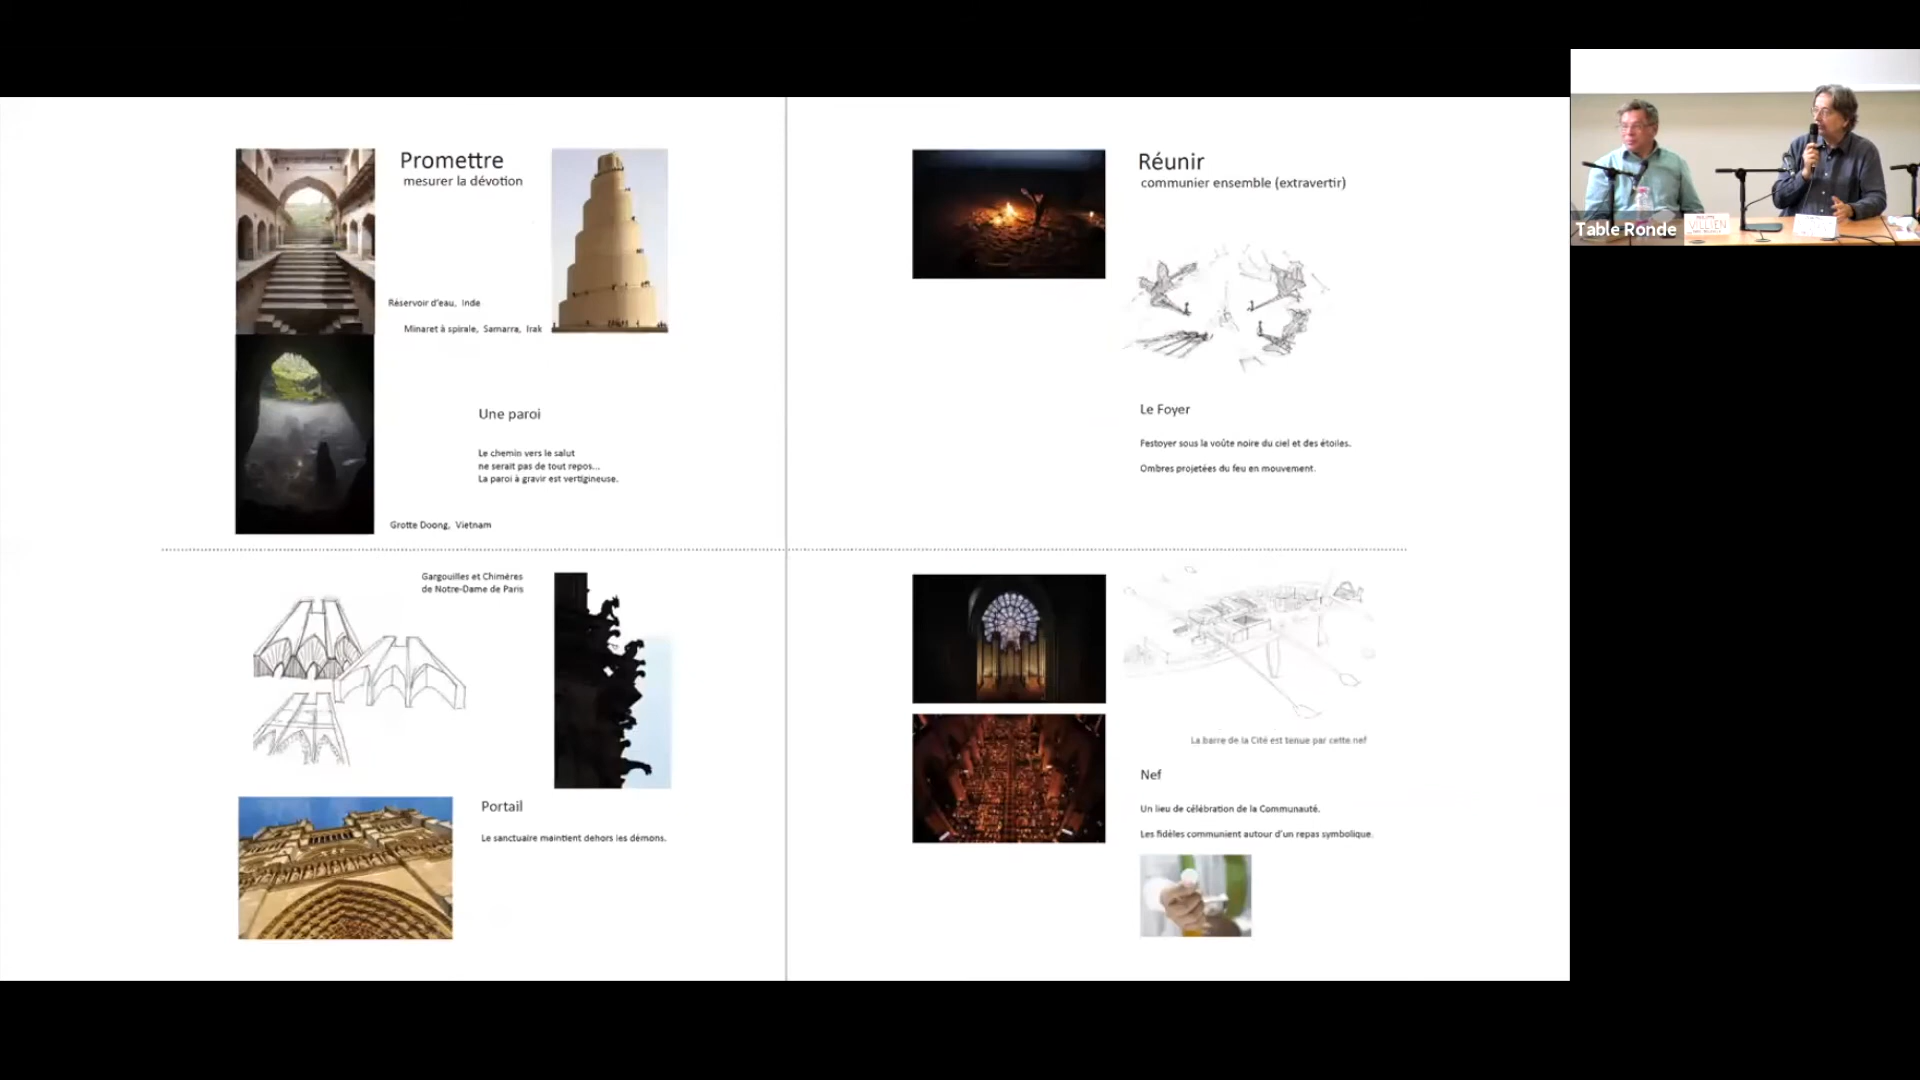 Promettre
mesurer la dévotion
Réservoir d'eau, Inde
Minaret à spirale, Samarra, Irak
Une paroi
Le chemin vers le salut
ne serait pas de tout repos...
La paroi à gravir est vertigineuse.
Grotte Doong, Vietnam
Gargouilles et Chimères
de Notre-Dame de Paris
Portail
Le sanctuaire maintient dehors les démons.
Réunir
communier ensemble (extravertir)
Le Foyer
Festoyer sous la voûte noire du ciel et des étoiles.
Ombres projetées du feu en mouvement.
La barre de la Cité est tenue par cette nef
Nef
Un lieu de célébration de la Communauté.
Les fidèles communient autour d'un repas symbolique.
Table Ronde
VILLIEN